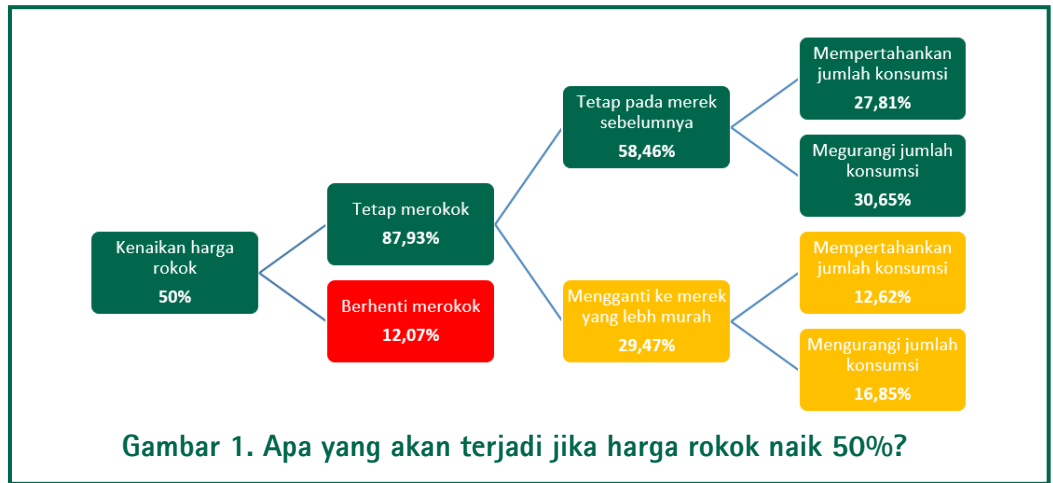 Kenaikan harga
rokok
50%
Tetap merokok
87,93%
Berhenti merokok
12,07%
Tetap pada merek
sebelumnya
58,46%
Mengganti ke merek
yang lebh murah
29,47%
Mempertahankan
jumlah konsumsi
27,81%
Megurangi jumlah
konsumsi
30,65%
Mempertahankan
jumlah konsumsi
12,62%
Mengurangi jumlah
konsumsi
16,85%
Gambar 1. Apa yang akan terjadi jika harga rokok naik 50%?